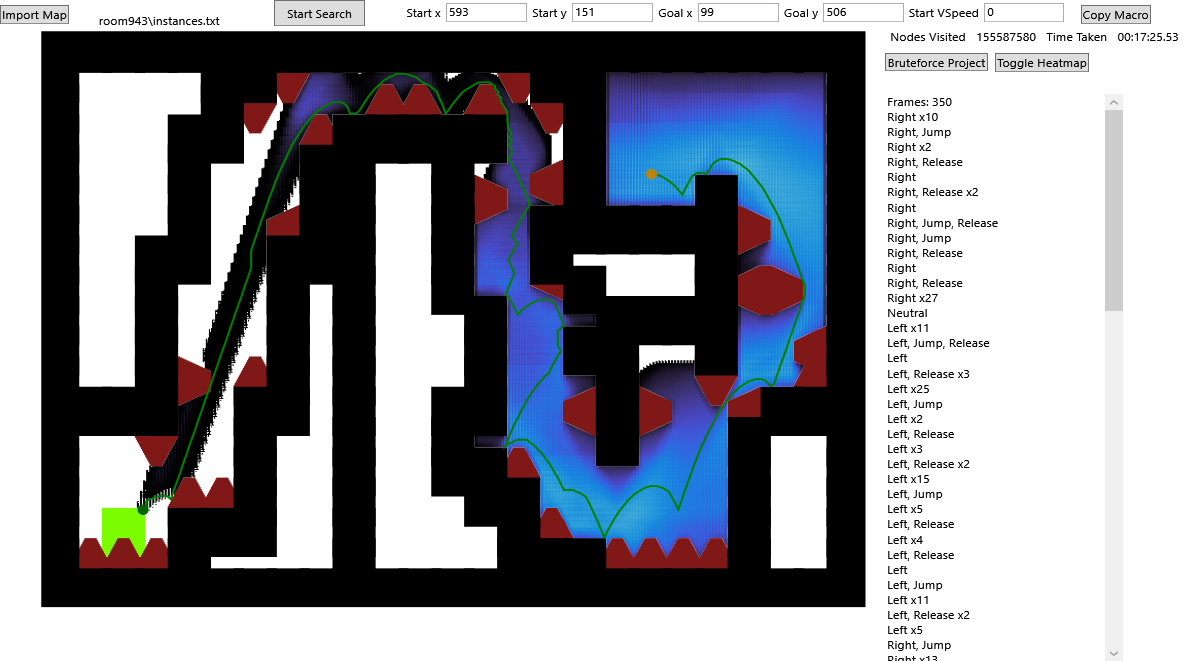 Import Map
room943\instances.txt
Start Search
Start x 593 Start y 151 Goal x 99 Goal y 506 Start VSpeed 0
Copy Macro
Nodes Visited 155587580 Time Taken 00:17:25.53
Bruteforce Project Toggle Heatmap
Frames: 350
Right x10
Right, Jump
Right x2
Right, Release
Right
Right, Release x2
Right
Right, Jump, Release
Right, Jump
Right, Release
Right
Right, Release
Right x27
Neutral
Left x11
Left, Jump, Release
Left
Left, Release x3
Left x25
Left, Jump
Left x2
Left, Release
Left x3
Left, Release x2
Left x15
Left, Jump
Left x5
Left, Release
Left x4
Left, Release
Left
Left, Jump
Left x11
Left, Release x2
Left x5
Right, Jump
Right x13